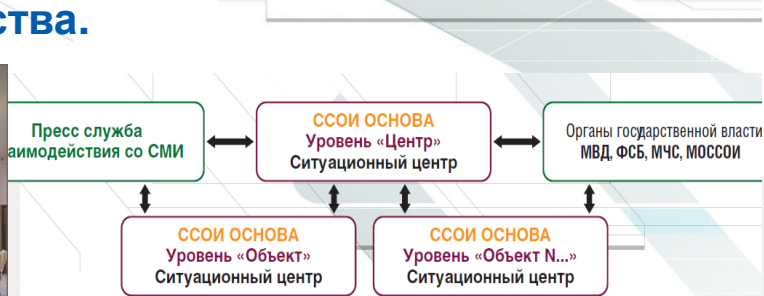 ства.
Пресс служба
аимодействия со СМИ
ССОИ ОСНОВА
Уровень «Центр»
Ситуационный центр
Органы государственной власти
МВД, ФСБ, МЧС, МОССОИ
ССОИ ОСНОВА
Уровень «Объект»
Ситуационный центр
ССОИ ОСНОВА
Уровень «Объект N...»
Ситуационный центр